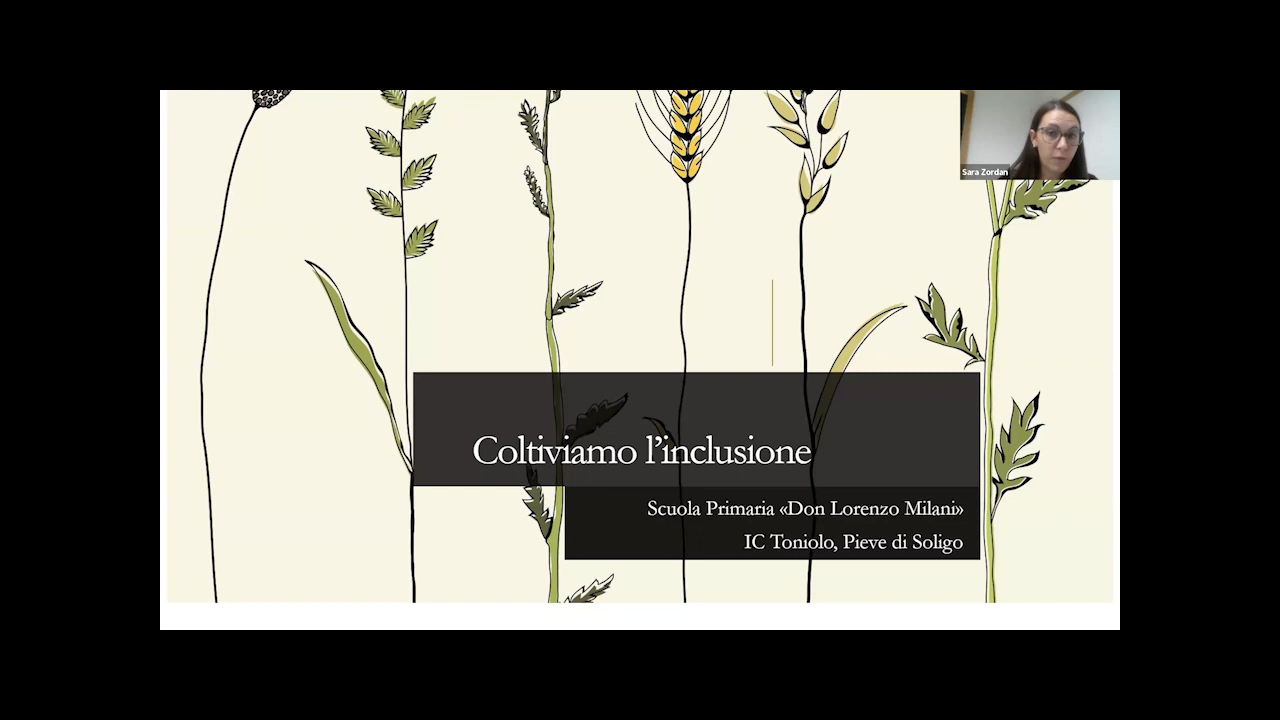 Sara Zordan
Coltiviamo l'inclusione
Scuola Primaria «Don Lorenzo Milani»
IC Toniolo, Pieve di Soligo